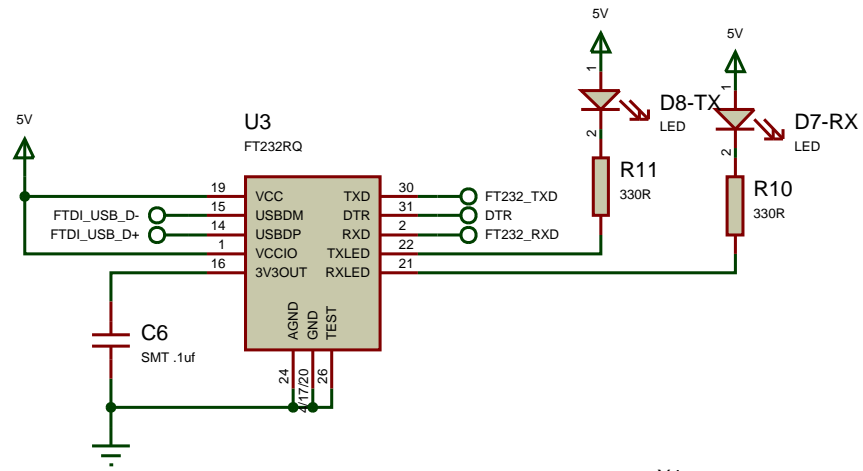 5V
5V
1
D8-TX
LED
2
1
D7-RX
LED
2
5V
U3
FT232RQ
R11
330R
R10
330R
19
VCC
TXD
30
FT232_TXD
FTDI_USB_D-
15
USBDM
DTR
31
DTR
FTDI_USB_D+
14
USBDP
RXD
2
FT232_RXD
1
VCCIO
TXLED
22
16
3V3OUT
RXLED
21
AGND
GND
TEST
24
4/17/20
26
C6
SMT .1uf